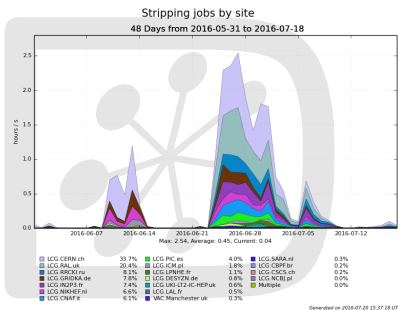 Stripping jobs by site
48 Days from 2016-05-31 to 2016-07-18
hours / s
2.5
2.0
1.5
1.0
0.5
0.0
2016-06-07 2016-06-14 2016-06-21 2016-06-28 2016-07-05 2016-07-12
Max: 2.54, Average: 0.45, Current: 0.04
LCG.CERN.ch 33.7% LCG.PIC.es 4.0% LCG.SARA.nl 0.3%
LCG.RAL.uk 20.4% LCG.ICM.pl 1.8% LCG.CBPF.br 0.2%
LCG.RRCKI.ru 8.1% LCG.LPNHE.fr 1.1% LCG.CSCS.ch 0.2%
LCG.GRIDKA.de 7.8% LCG.DESYZN.de 0.8% LCG.NCBJ.pl 0.0%
LCG.IN2P3.fr 7.4% LCG.UKI-LT2-IC-HEP.uk 0.6% Multiple 0.0%
LCG.NIKHEF.nl 6.6% LCG.LAL.fr 0.5%
LCG.CNAF.it 6.1% VAC.Manchester.uk 0.3%
Generated on 2016-07-20 15:37:18 UT